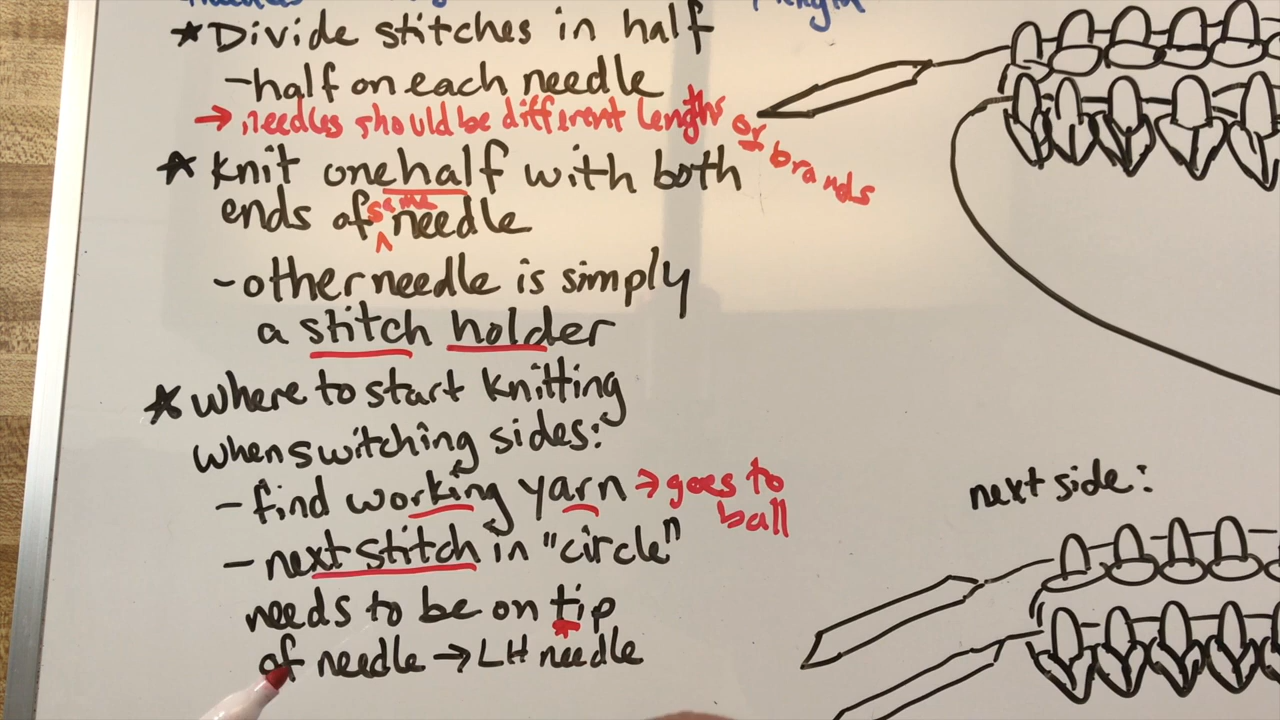 * Divide stitches in half
- half on each needle
→ needles should be different lengths or brands
* Knit one half with both
ends of same needle
- other needle is simply
a stitch holder
* Where to start knitting
when switching sides:
- find working yarn → goes to
ball
- next stitch in "circle"
needs to be on tip
of needle → LH needle
next side: